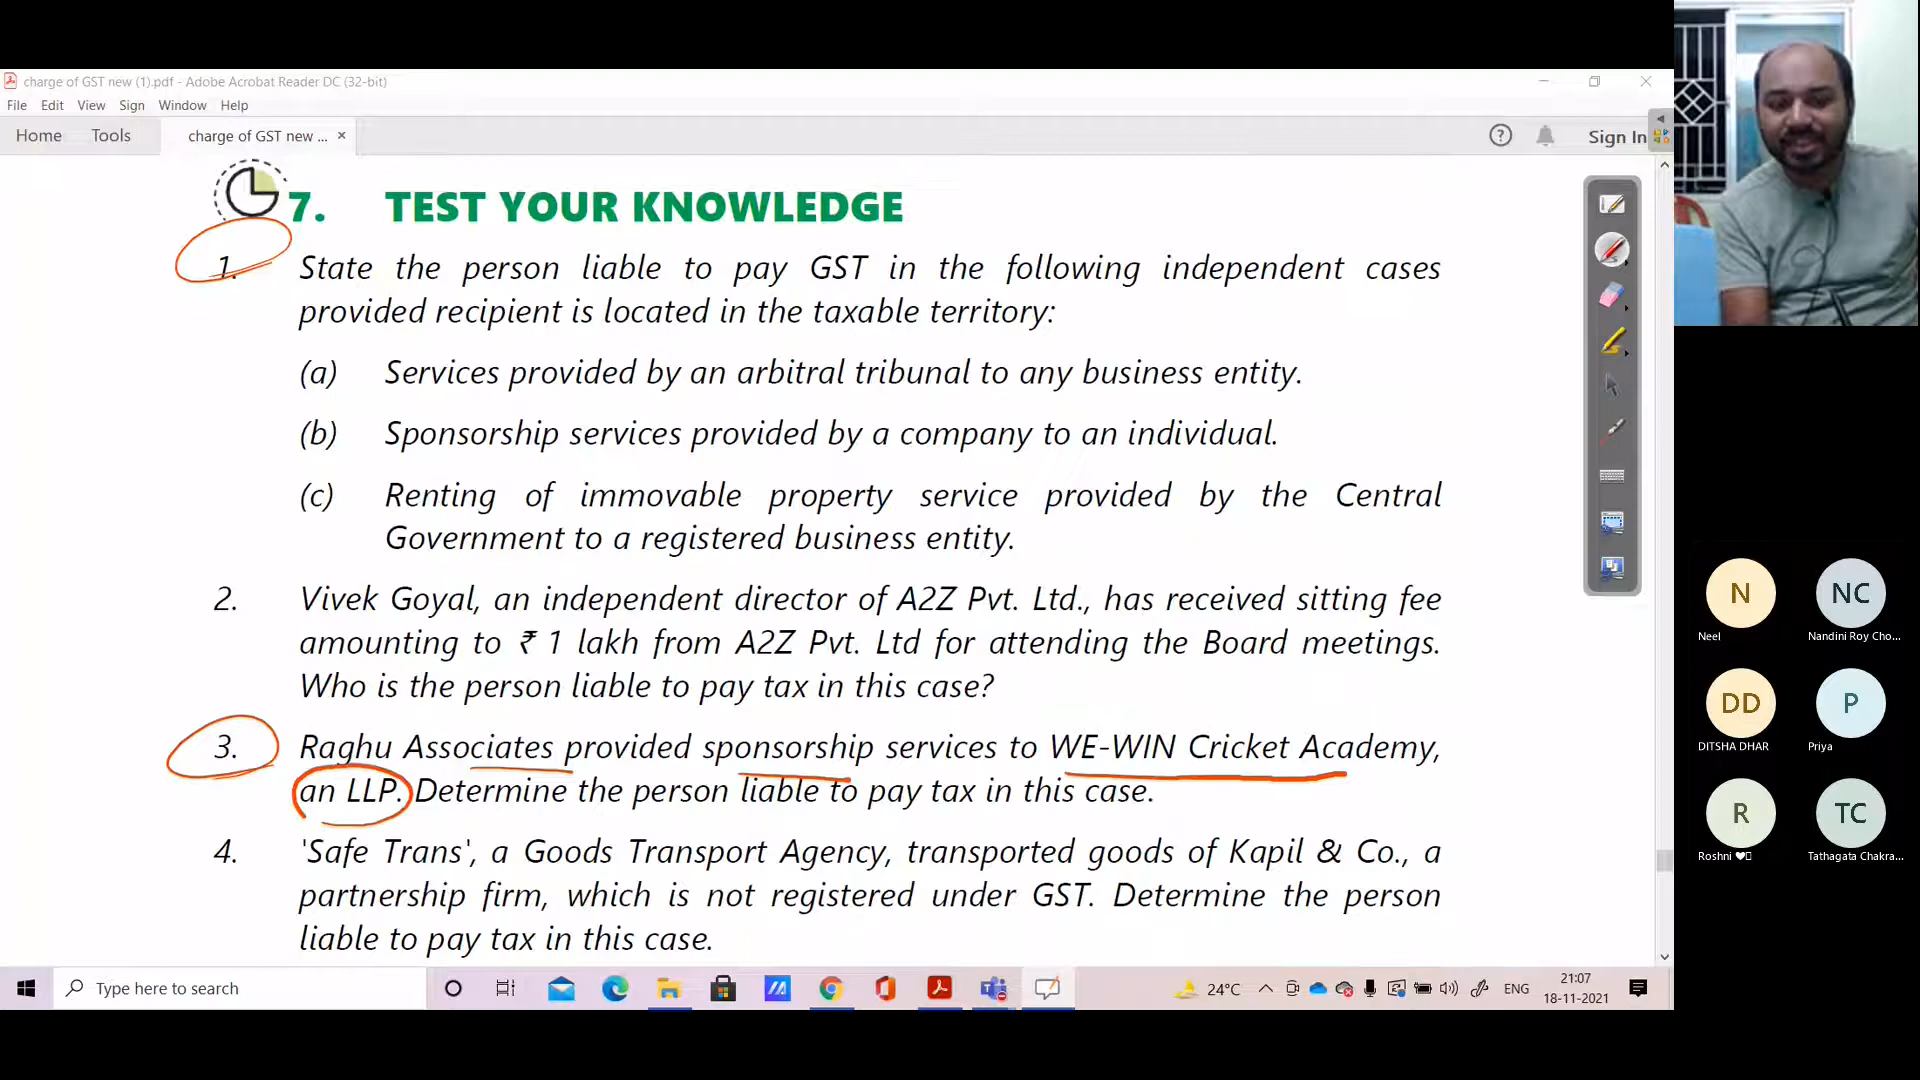 charge of GST new (1).pdf - Adobe Acrobat Reader DC (32-bit)
File Edit View Sign Window Help
Home Tools charge of GST new ... × Sign In
7. TEST YOUR KNOWLEDGE
1. State the person liable to pay GST in the following independent cases
provided recipient is located in the taxable territory:
(a) Services provided by an arbitral tribunal to any business entity.
(b) Sponsorship services provided by a company to an individual.
(c) Renting of immovable property service provided by the Central
Government to a registered business entity.
2. Vivek Goyal, an independent director of A2Z Pvt. Ltd., has received sitting fee
amounting to ₹ 1 lakh from A2Z Pvt. Ltd for attending the Board meetings.
Who is the person liable to pay tax in this case?
3. Raghu Associates provided sponsorship services to WE-WIN Cricket Academy,
an LLP. Determine the person liable to pay tax in this case.
4. 'Safe Trans', a Goods Transport Agency, transported goods of Kapil & Co., a
partnership firm, which is not registered under GST. Determine the person
liable to pay tax in this case.
N NC
Neel Nandini Roy Cho...
DD P
DITSHA DHAR Priya
R TC
Roshni ❤ Tathagata Chakra...
Type here to search
24°C
ENG
21:07
18-11-2021